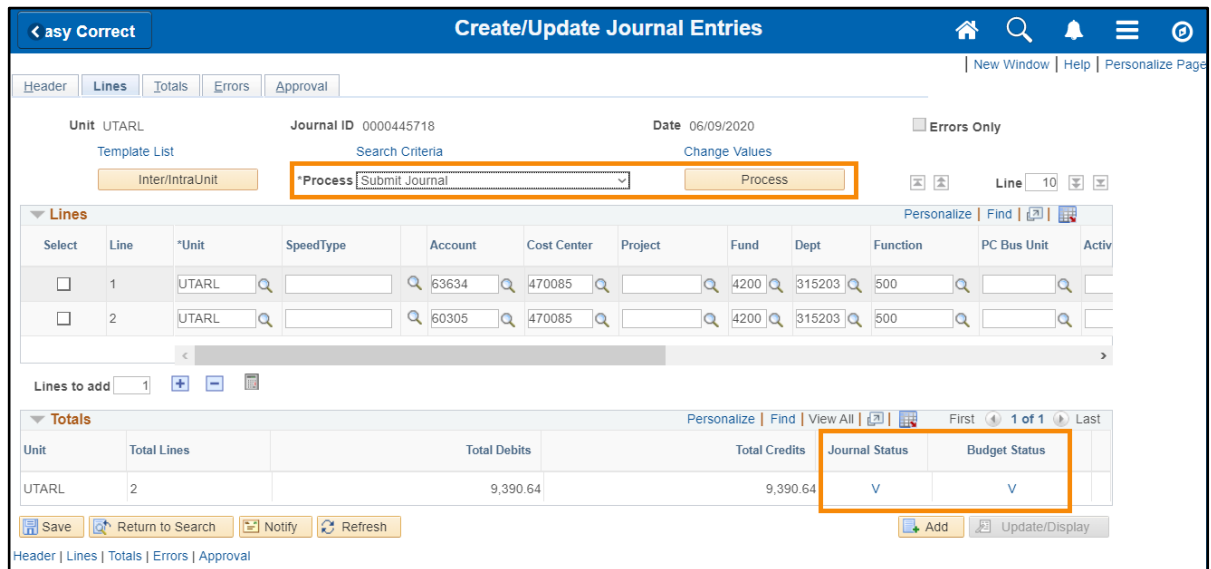 asy Correct Create/Update Journal Entries
New Window | Help | Personalize Page
Header Lines Totals Errors Approval
Unit UTARL Journal ID 0000445718 Date 06/09/2020 Errors Only
Template List Search Criteria Change Values
Inter/IntraUnit *Process Submit Journal Process Line 10
Lines Personalize | Find |
Select Line *Unit SpeedType Account Cost Center Project Fund Dept Function PC Bus Unit Activ
1 UTARL 63634 470085 4200 315203 500
2 UTARL 60305 470085 4200 315203 500
Lines to add 1
Totals Personalize | Find | View All | First 1 of 1 Last
Unit Total Lines Total Debits Total Credits Journal Status Budget Status
UTARL 2 9,390.64 9,390.64 V V
Save Return to Search Notify Refresh Add Update/Display
Header | Lines | Totals | Errors | Approval